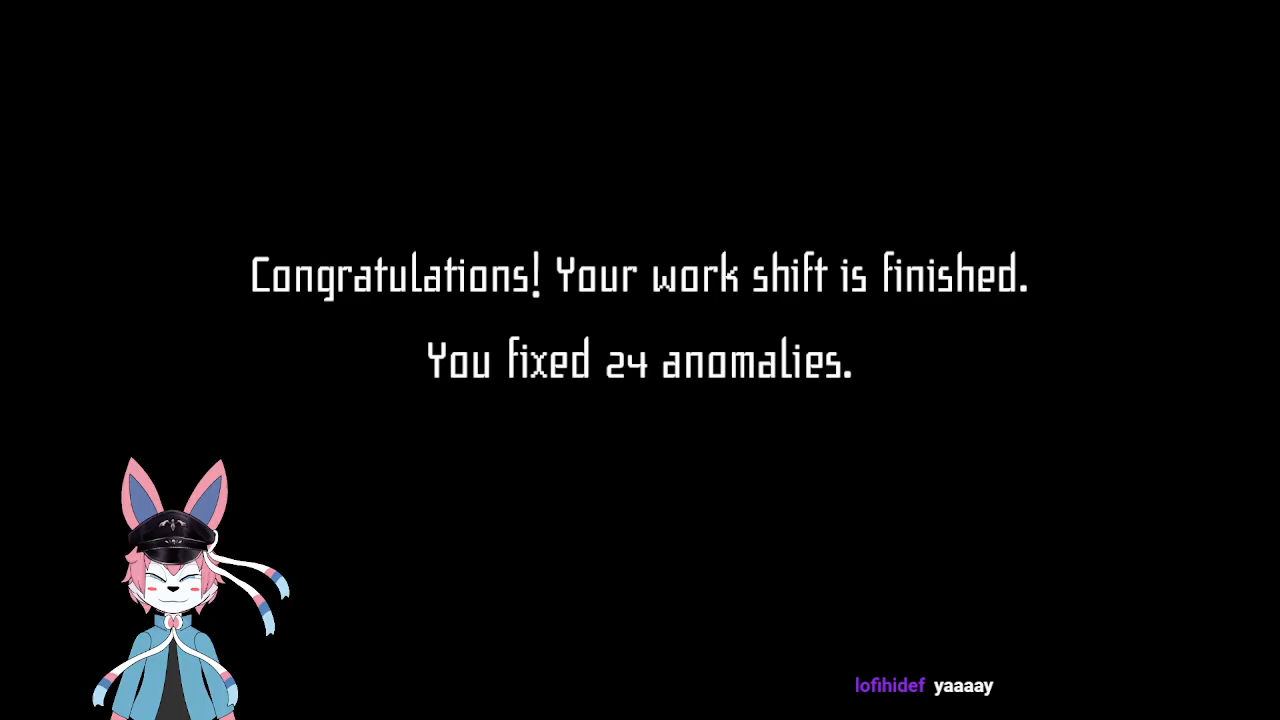 Congratulations! Your work shift is finished.
You fixed 24 anomalies.
lofihidef yaaaay